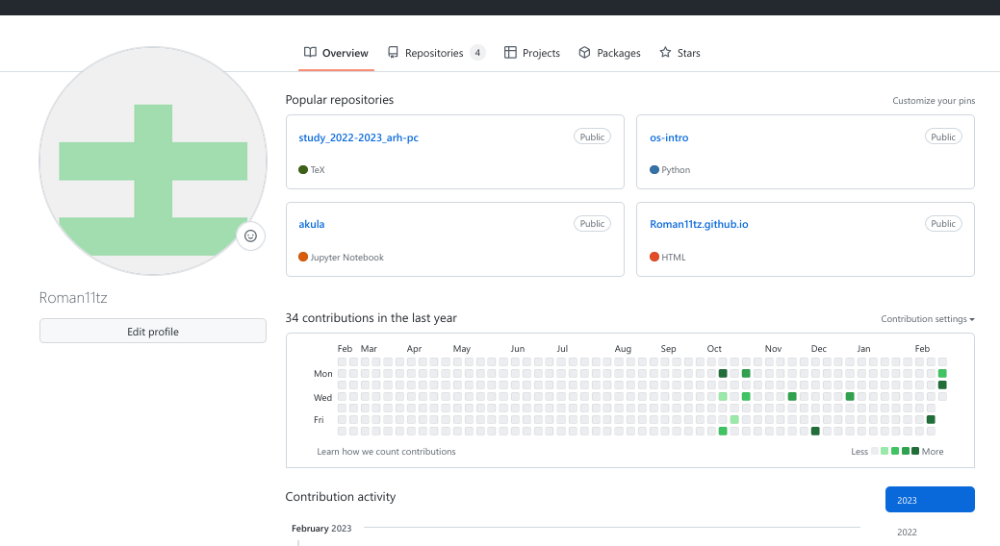 Overview Repositories 4 Projects Packages Stars
Popular repositories Customize your pins
study_2022-2023_arh-pc Public os-intro Public
TeX Python
akula Public Roman11tz.github.io Public
Jupyter Notebook HTML
Roman11tz
Edit profile
34 contributions in the last year Contribution settings
Feb Mar Apr May Jun Jul Aug Sep Oct Nov Dec Jan Feb
Mon
Wed
Fri
Learn how we count contributions Less More
Contribution activity 2023
February 2023 2022